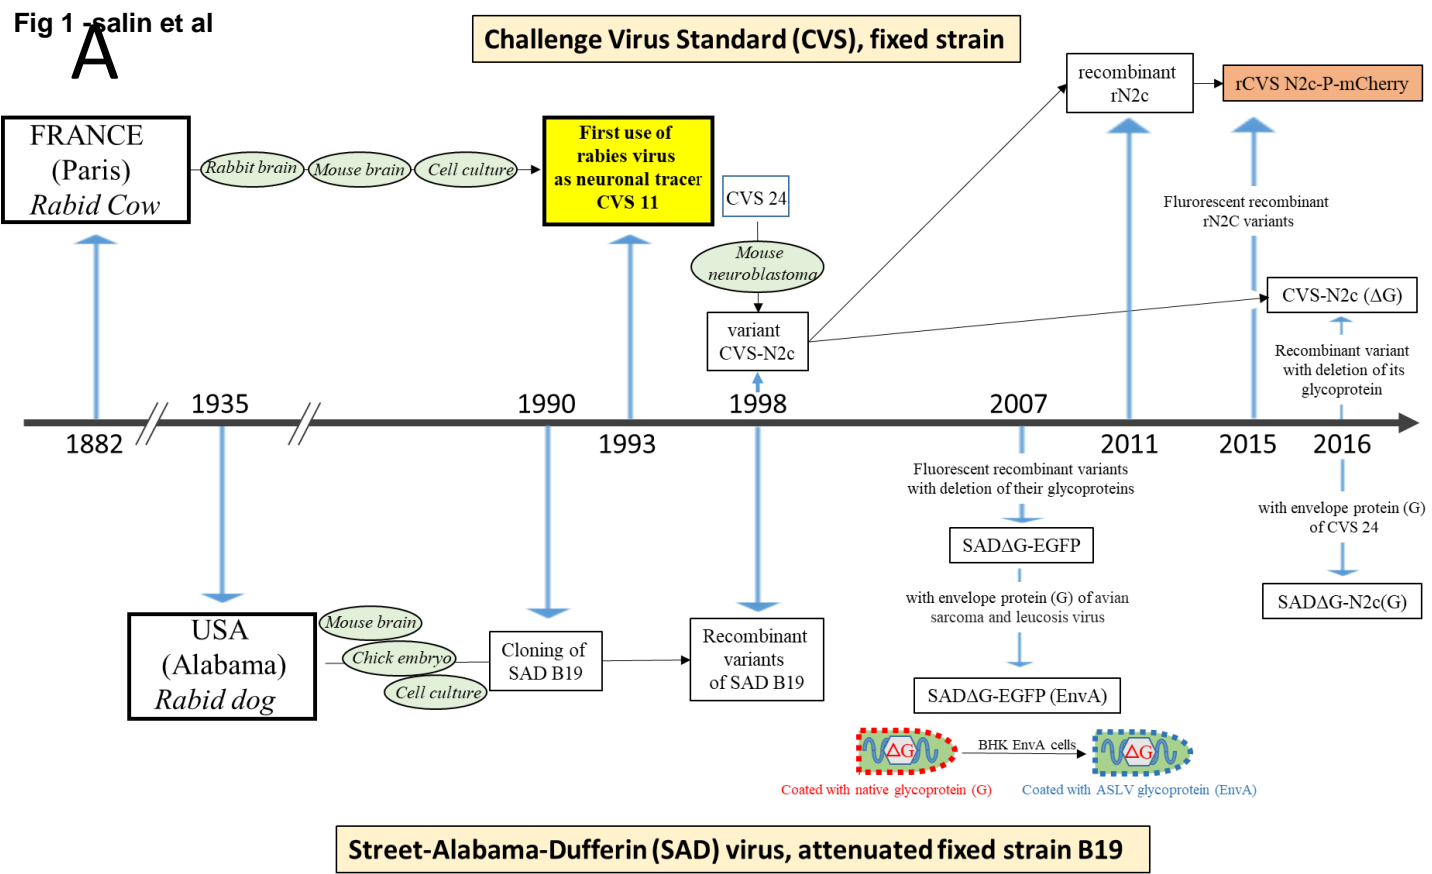 Fig 1 -salin et al
A
Challenge Virus Standard (CVS), fixed strain
FRANCE
(Paris)
Rabid Cow
Rabbit brain
Mouse brain
Cell culture
First use of
rabies virus
as neuronal tracer
CVS 11
CVS 24
Mouse
neuroblastoma
variant
CVS-N2c
recombinant
rN2c
rCVS N2c-P-mCherry
Flurorescent recombinant
rN2C variants
CVS-N2c (ΔG)
Recombinant variant
with deletion of its
glycoprotein
1935
1990
1998
2007
1882
1993
2011
2015
2016
Fluorescent recombinant variants
with deletion of their glycoproteins
SADΔG-EGFP
with envelope protein (G) of avian
sarcoma and leucosis virus
SADΔG-EGFP (EnvA)
with envelope protein (G)
of CVS 24
SADΔG-N2c(G)
USA
(Alabama)
Rabid dog
Mouse brain
Chick embryo
Cell culture
Cloning of
SAD B19
Recombinant
variants
of SAD B19
ΔG
BHK EnvA cells
ΔG
Coated with native glycoprotein (G)
Coated with ASLV glycoprotein (EnvA)
Street-Alabama-Dufferin (SAD) virus, attenuated fixed strain B19